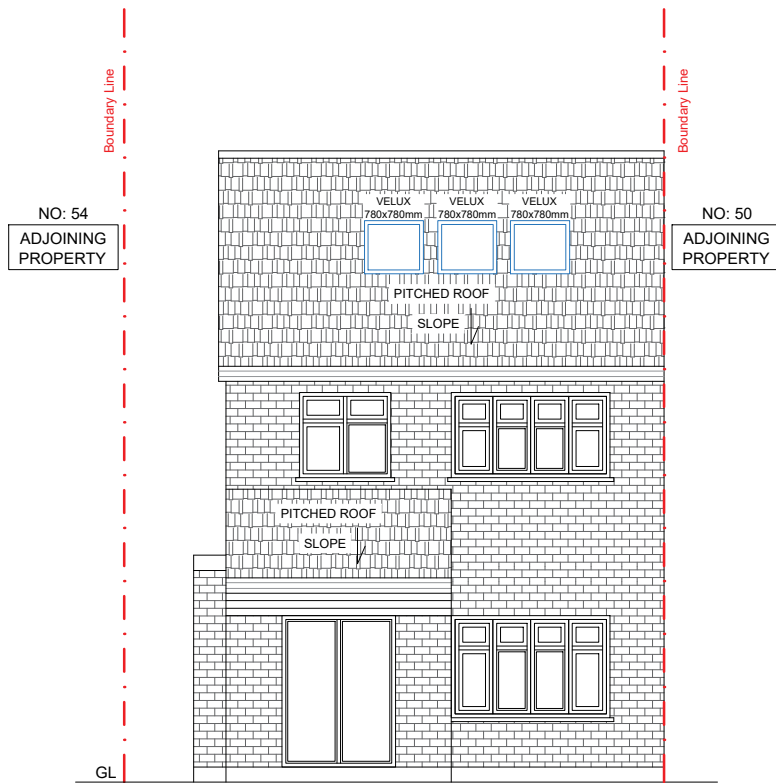 Boundary Line
Boundary Line
NO: 54
ADJOINING
PROPERTY
VELUX
780x780mm
VELUX
780x780mm
VELUX
780x780mm
NO: 50
ADJOINING
PROPERTY
PITCHED ROOF
SLOPE
PITCHED ROOF
SLOPE
GL